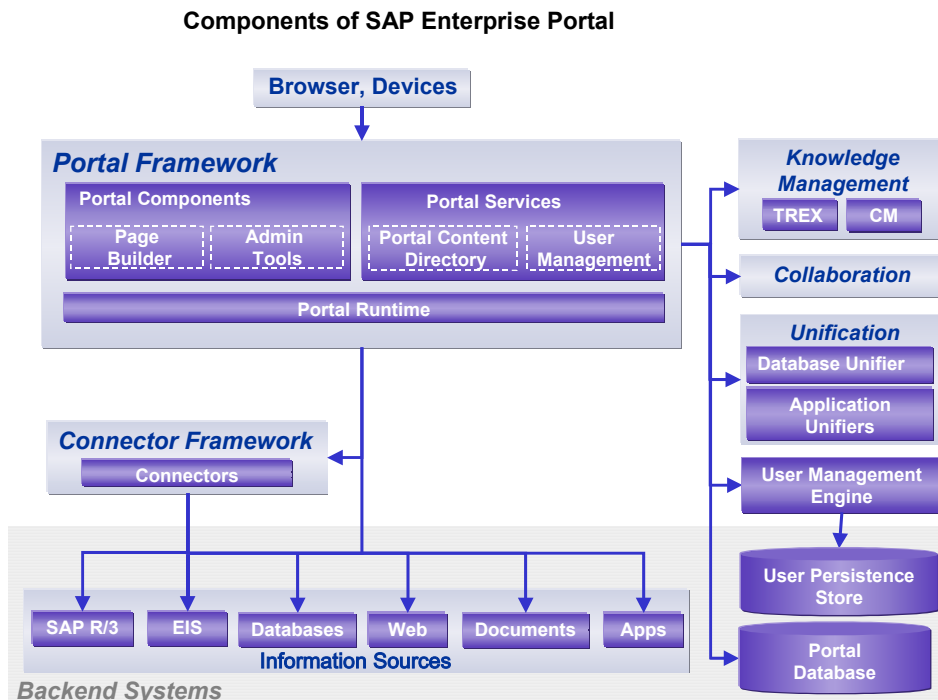 Components of SAP Enterprise Portal
Browser, Devices
Portal Framework
Portal Components
Page
Builder
Admin
Tools
Portal Services
Portal Content
Directory
User
Management
Portal Runtime
Knowledge
Management
TREX
CM
Collaboration
Unification
Database Unifier
Application
Unifiers
Connector Framework
Connectors
User Management
Engine
User Persistence
Store
SAP R/3
EIS
Databases
Web
Documents
Apps
Information Sources
Portal
Database
Backend Systems